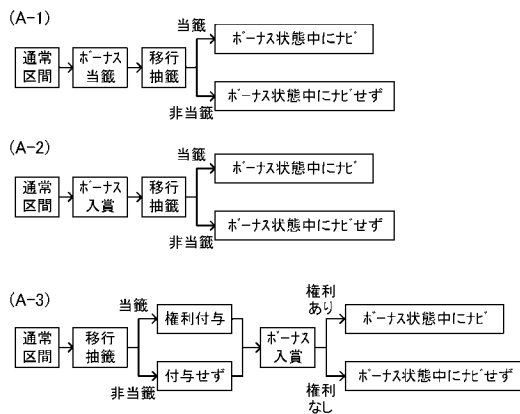 (A-1)
通常
区間
ボーナス
当籤
移行
抽籤
当籤
ボーナス状態中にナビ
非当籤
ボーナス状態中にナビせず
(A-2)
通常
区間
ボーナス
入賞
移行
抽籤
当籤
ボーナス状態中にナビ
非当籤
ボーナス状態中にナビせず
(A-3)
通常
区間
移行
抽籤
当籤
権利付与
非当籤
付与せず
ボーナス
入賞
権利
あり
ボーナス状態中にナビ
権利
なし
ボーナス状態中にナビせず